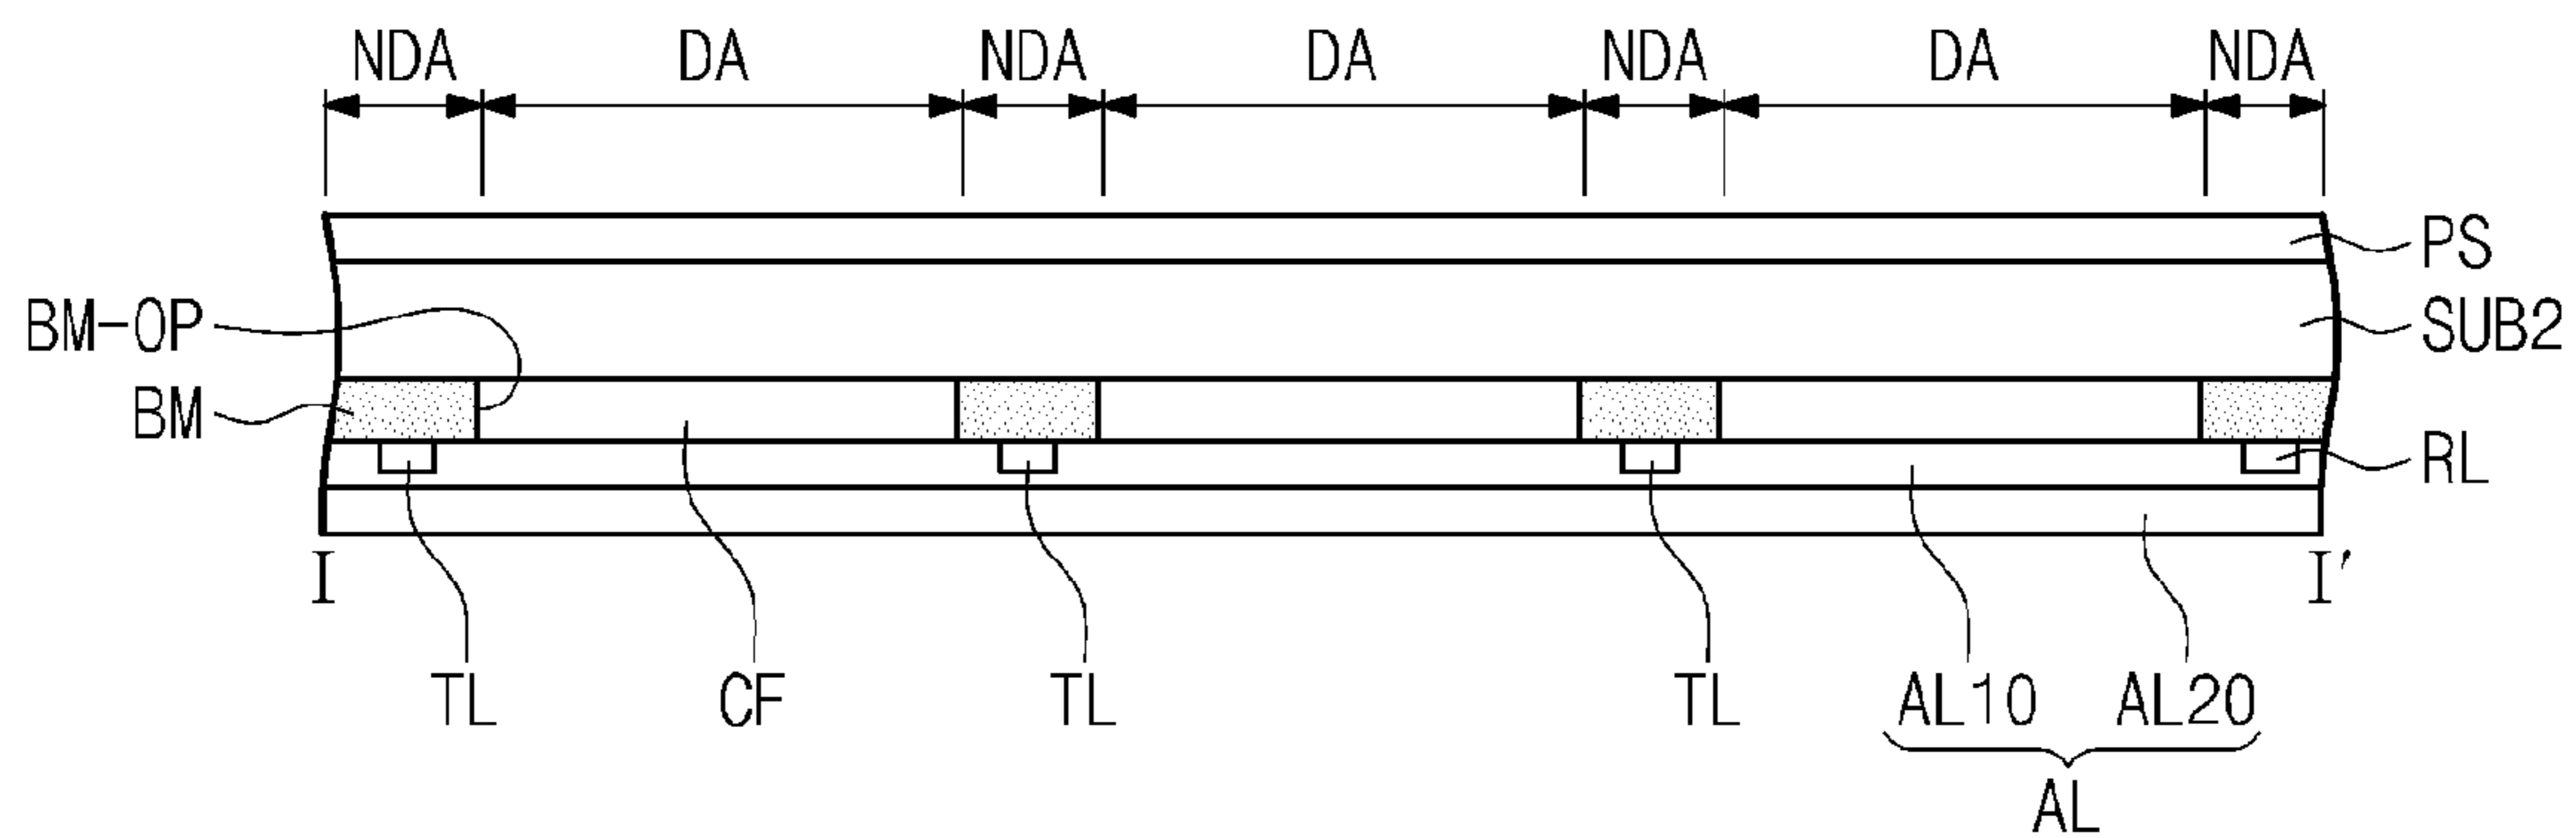 NDA DA NDA DA NDA DA NDA
PS
BM-OP SUB2
BM
RL
I I'
TL CF TL TL AL10 AL20
AL